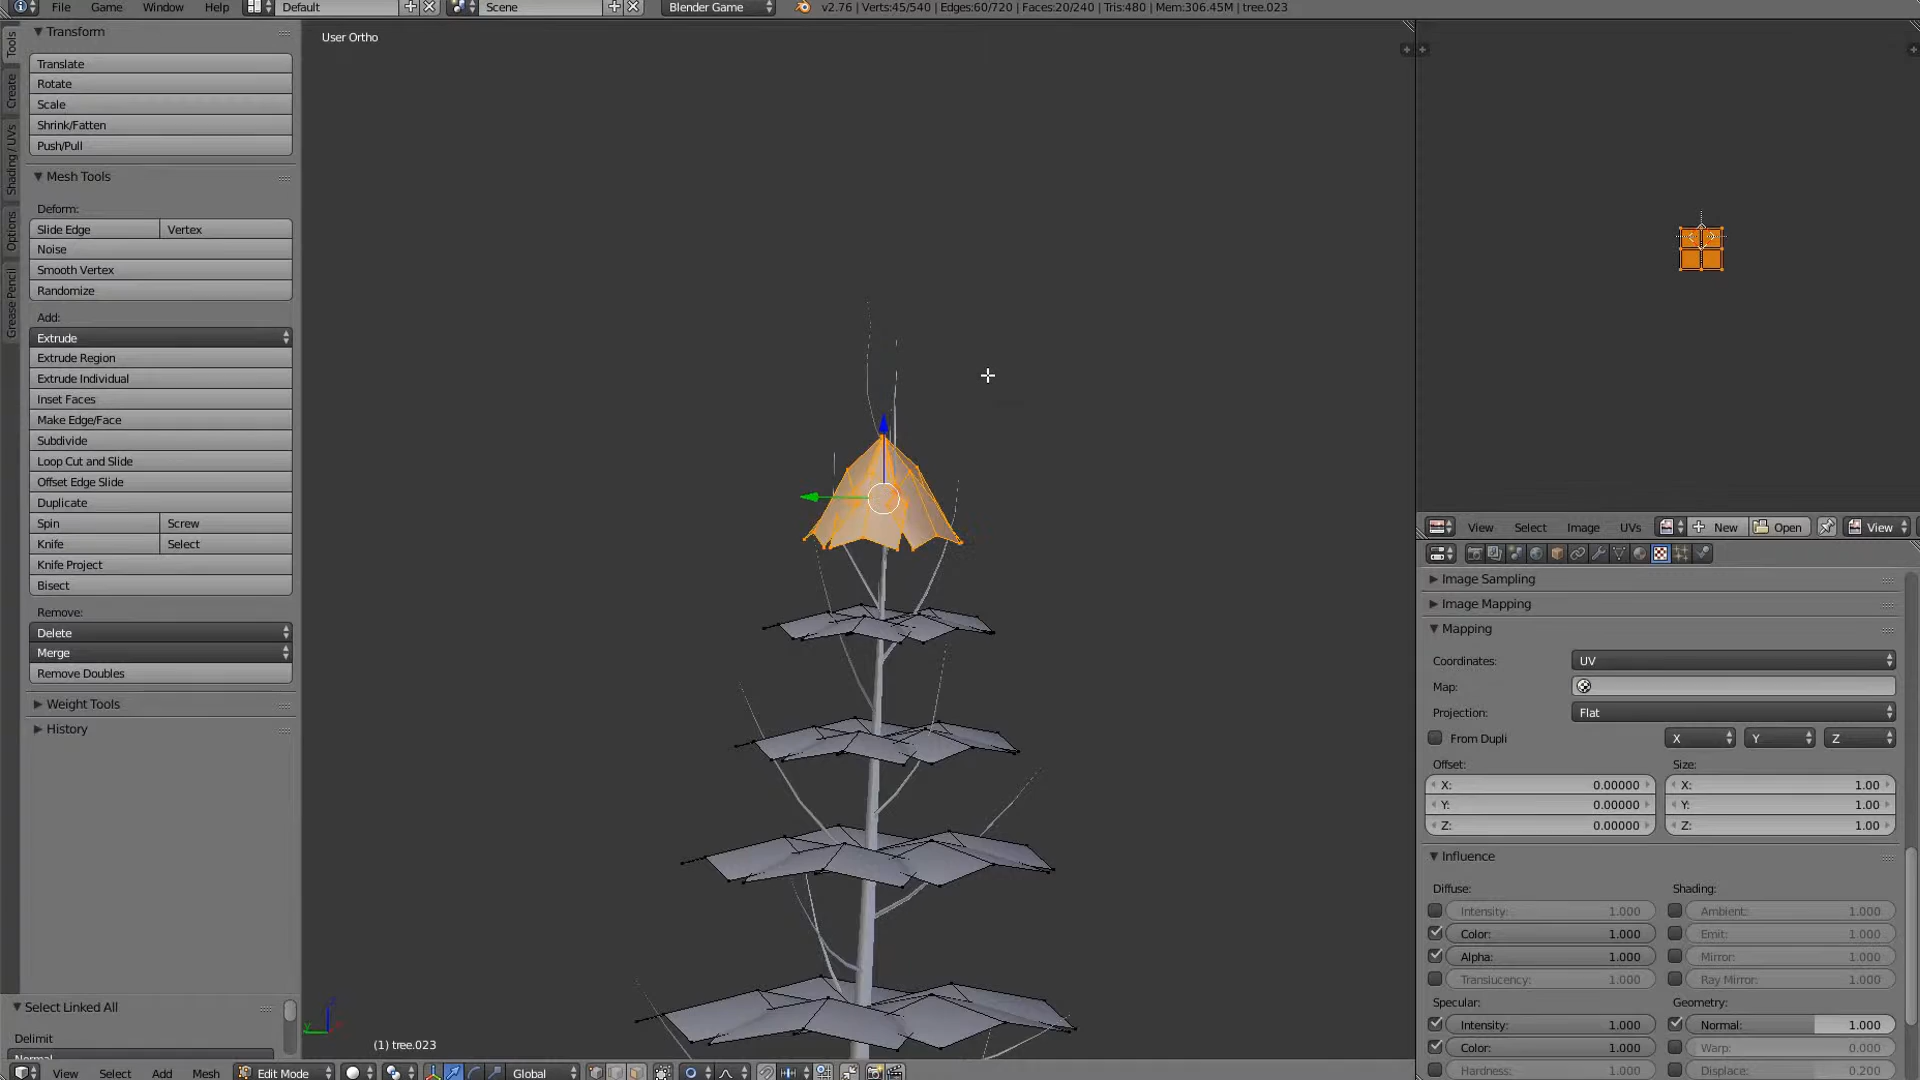 File Game Window Help Default Scene Blender Game v2.76 | Verts:45/540 | Edges:60/720 | Faces:20/240 | Tris:480 | Mem:306.45M | tree.023
Tools
Create
Shading / UVs
Options
Grease Pencil
Transform
Translate
Rotate
Scale
Shrink/Fatten
Push/Pull
Mesh Tools
Deform:
Slide Edge Vertex
Noise
Smooth Vertex
Randomize
Add:
Extrude
Extrude Region
Extrude Individual
Inset Faces
Make Edge/Face
Subdivide
Loop Cut and Slide
Offset Edge Slide
Duplicate
Spin Screw
Knife Select
Knife Project
Bisect
Remove:
Delete
Merge
Remove Doubles
Weight Tools
History
Select Linked All
Delimit
Normal
User Ortho
(1) tree.023
View Select Add Mesh Edit Mode Global
View Select Image UVs New Open View
Image Sampling
Image Mapping
Mapping
Coordinates: UV
Map:
Projection: Flat
From Dupli X Y Z
Offset: Size:
X: 0.00000 X: 1.00
Y: 0.00000 Y: 1.00
Z: 0.00000 Z: 1.00
Influence
Diffuse: Shading:
Intensity: 1.000 Ambient: 1.000
Color: 1.000 Emit: 1.000
Alpha: 1.000 Mirror: 1.000
Translucency: 1.000 Ray Mirror: 1.000
Specular: Geometry:
Intensity: 1.000 Normal: 1.000
Color: 1.000 Warp: 0.000
Hardness: 1.000 Displace: 0.200